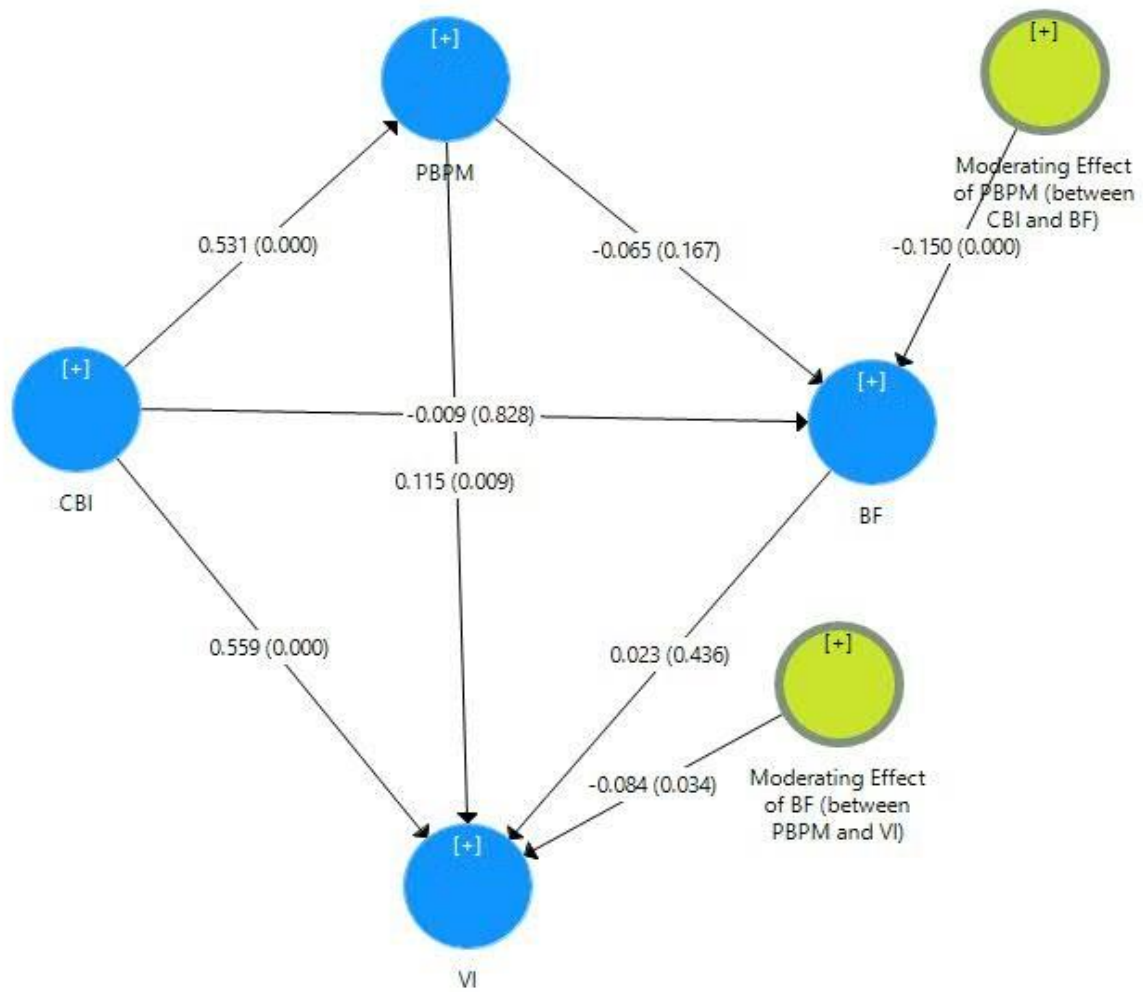 [+]
PBPM
[+]
Moderating Effect
of PBPM (between
CBI and BF)
0.531 (0.000)
-0.065 (0.167)
-0.150 (0.000)
[+]
CBI
-0.009 (0.828)
[+]
BF
0.115 (0.009)
0.559 (0.000)
0.023 (0.436)
[+]
Moderating Effect
of BF (between
PBPM and VI)
-0.084 (0.034)
[+]
VI